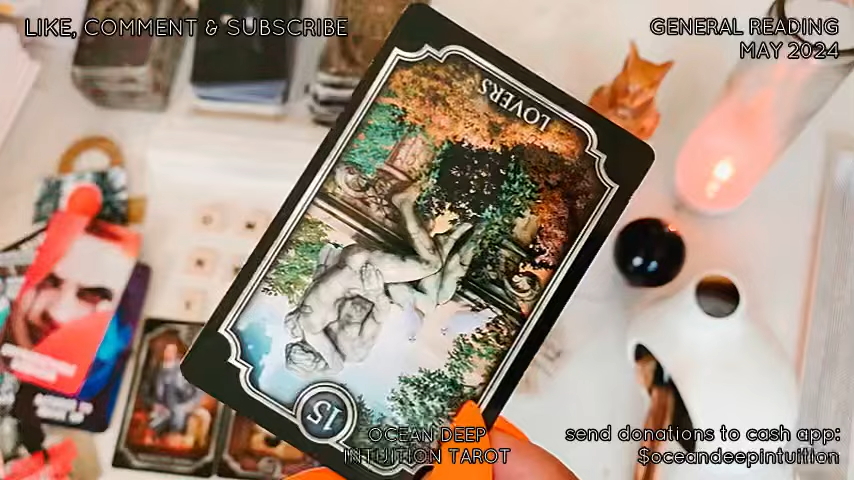 LIKE, COMMENT & SUBSCRIBE
GENERAL READING
MAY 2024
LOVERS
15
OCEAN DEEP
INTUITION TAROT
send donations to cash app:
$oceandeepintuition